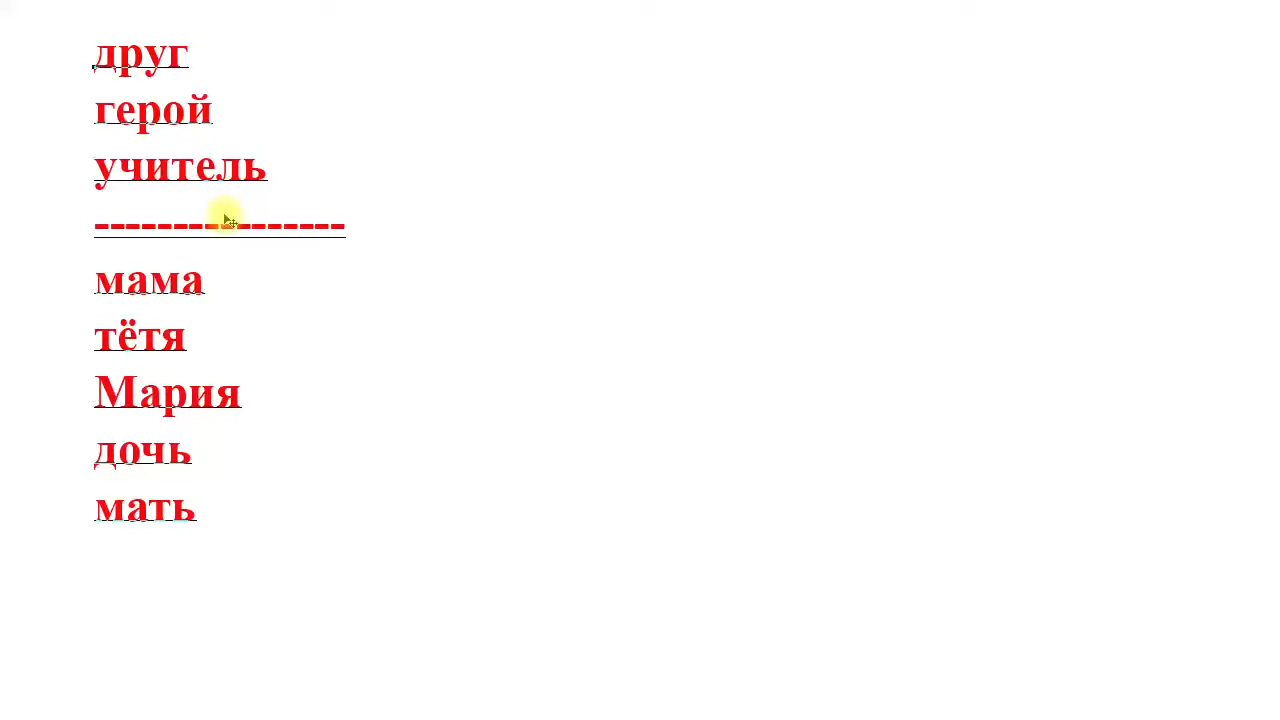 друг
герой
учитель
----------------
мама
тётя
Мария
дочь
мать